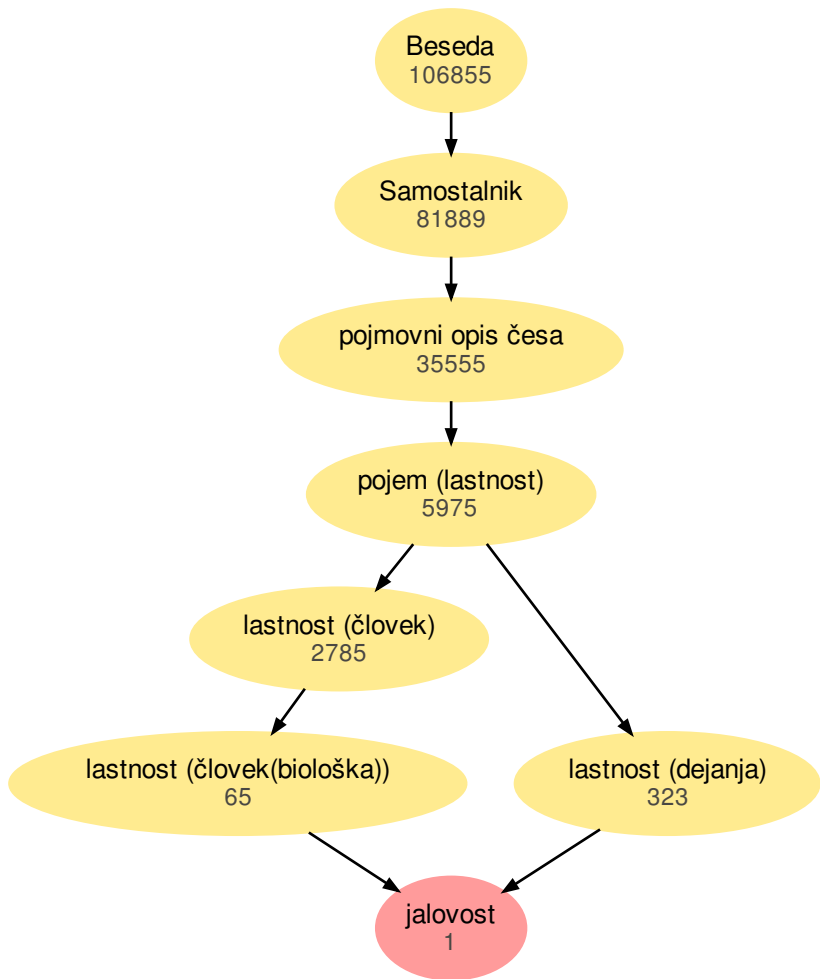 Beseda
106855
Samostalnik
81889
pojmovni opis česa
35555
pojem (lastnost)
5975
lastnost (človek)
2785
lastnost (človek(biološka))
65
lastnost (dejanja)
323
jalovost
1